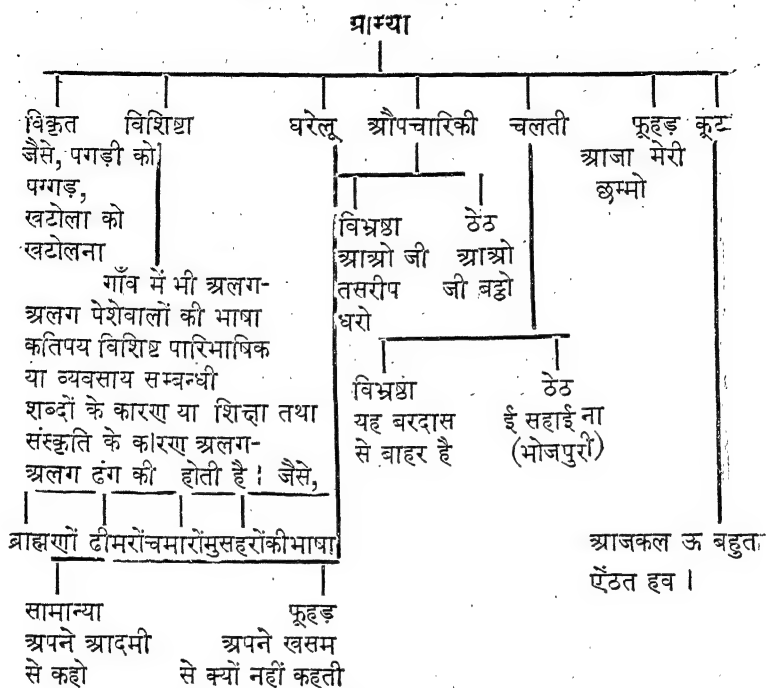 ग्राम्या
विकृत विशिष्टा घरेलू औपचारिकी चलती फूहड़ कूट
जैसे, पगड़ी को
पग्गड़,
खटोला को
खटोलना
आजा मेरी
छम्मो
विभ्रष्ठा
आओ जी
तसरीप
धरो
ठेंठ
आओ
जी बट्ठो
गाँव में भी अलग-
अलग पेशेवालों की भाषा
कतिपय विशिष्ट पारिभाषिक
या व्यवसाय सम्बन्धी
शब्दों के कारण या शिक्षा तथा
संस्कृति के कारण अलग-
अलग ढंग की होती है। जैसे,
विभ्रष्ठा
यह बरदास
से बाहर है
ठेंठ
ई सहाई ना
(भोजपुरी)
ब्राह्मणों ढीमरों चमारों मुसहरों की भाषा
आजकल ऊ बहुत
ऐंठत हव।
सामान्या
अपने आदमी
से कहो
फूहड़
अपने खसम
से क्यों नहीं कहती